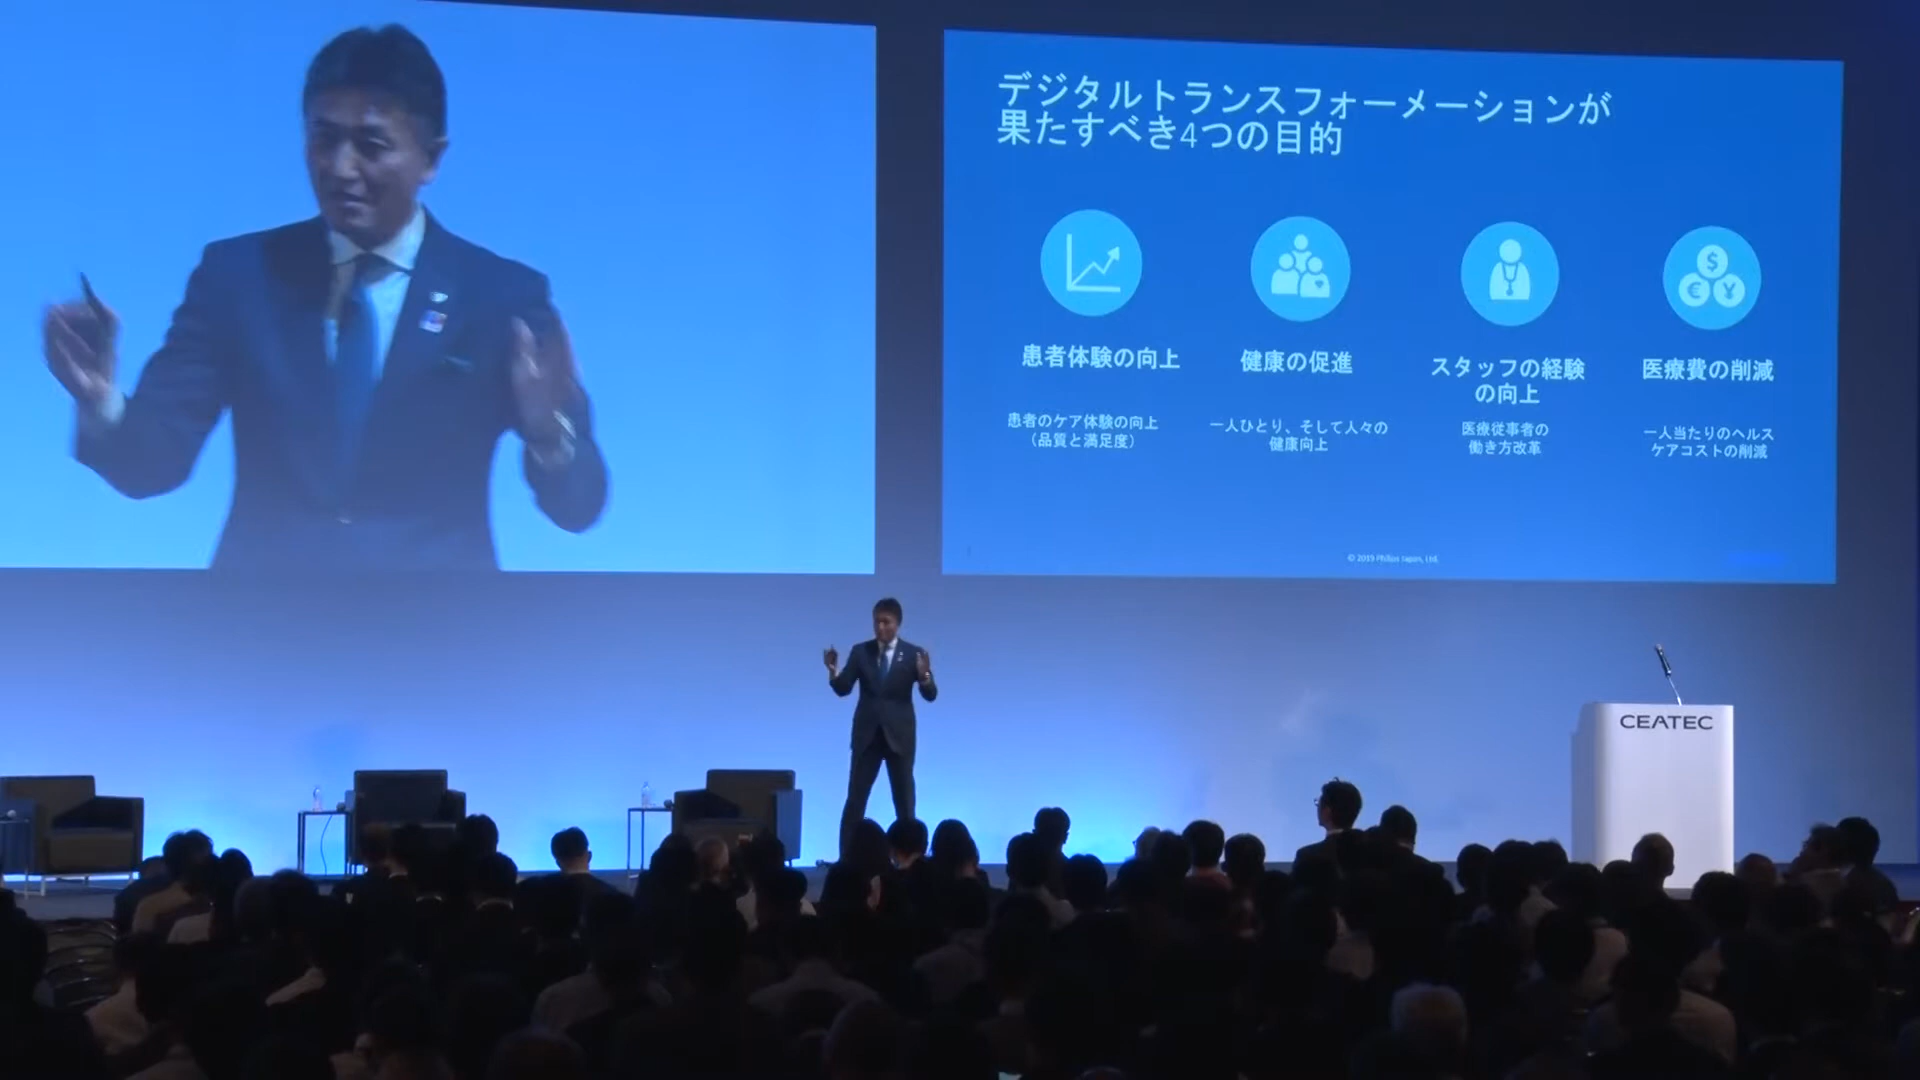 デジタルトランスフォーメーションが
果たすべき4つの目的
患者体験の向上
患者のケア体験の向上
（品質と満足度）
健康の促進
一人ひとり、そして人々の
健康向上
スタッフの経験
の向上
医療従事者の
働き方改革
医療費の削減
一人当たりのヘルス
ケアコストの削減
© 2019 Philips Japan, Ltd.
CEATEC